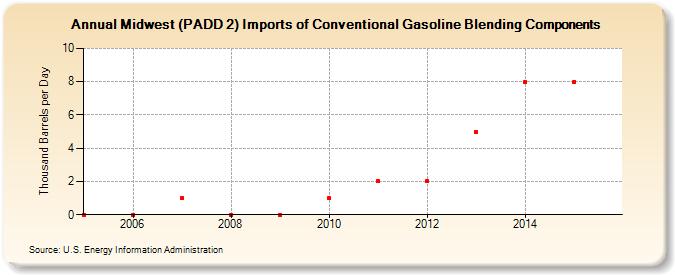 Annual Midwest (PADD 2) Imports of Conventional Gasoline Blending Components
Thousand Barrels per Day
10
8
6
4
2
0
2006 2008 2010 2012 2014
Source: U.S. Energy Information Administration